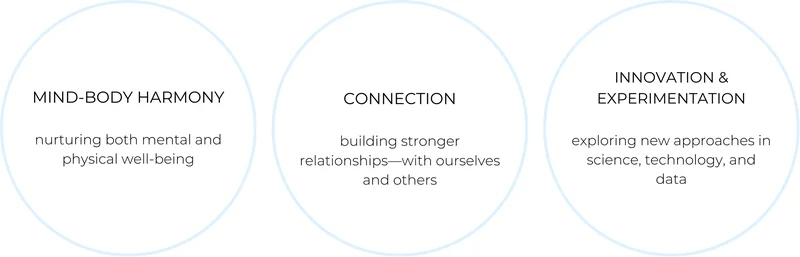 MIND-BODY HARMONY
nurturing both mental and
physical well-being
CONNECTION
building stronger
relationships—with ourselves
and others
INNOVATION &
EXPERIMENTATION
exploring new approaches in
science, technology, and
data